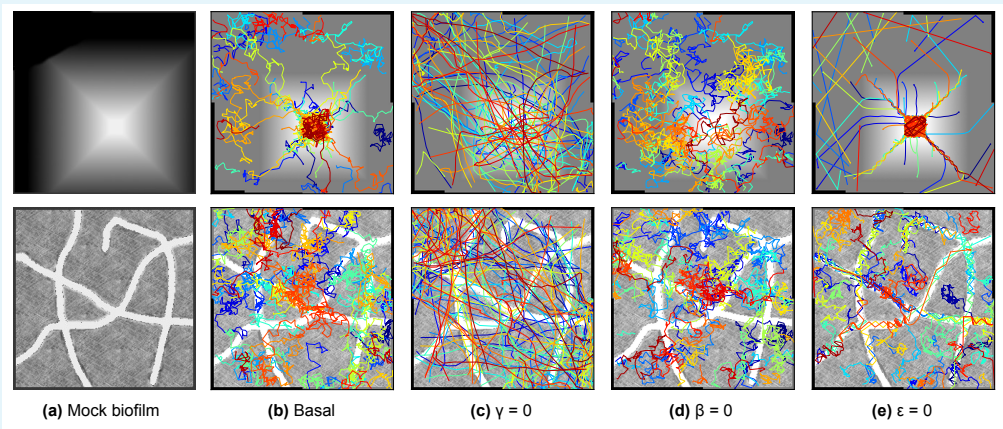 (a) Mock biofilm (b) Basal (c) γ = 0 (d) β = 0 (e) ε = 0